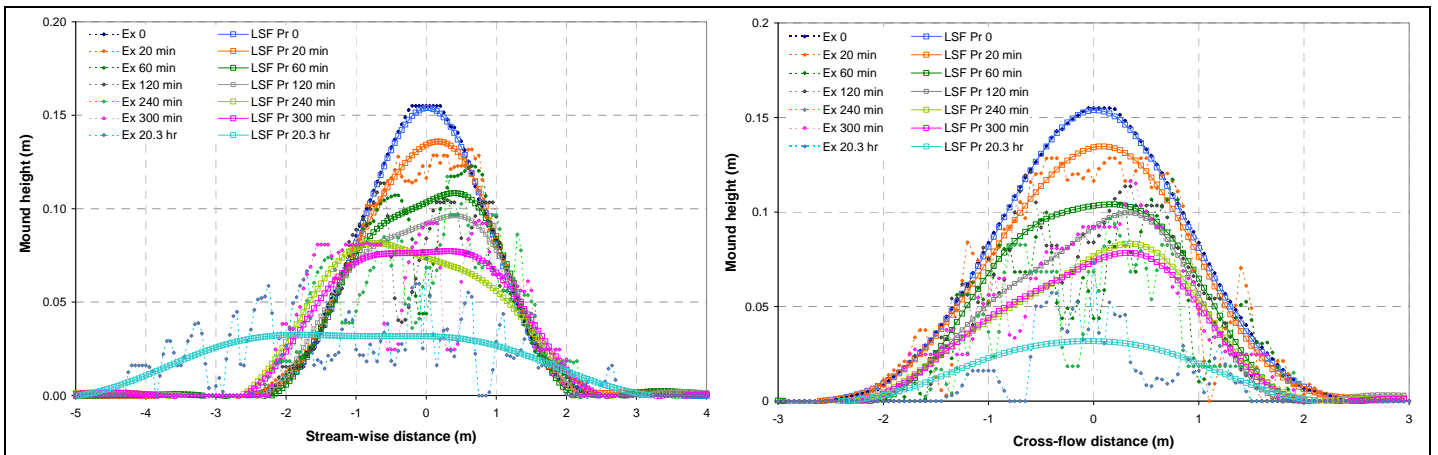 0.20
0.15
0.10
0.05
0.00
Mound height (m)
Ex 0 LSF Pr 0
Ex 20 min LSF Pr 20 min
Ex 60 min LSF Pr 60 min
Ex 120 min LSF Pr 120 min
Ex 240 min LSF Pr 240 min
Ex 300 min LSF Pr 300 min
Ex 20.3 hr LSF Pr 20.3 hr
-5 -4 -3 -2 -1 0 1 2 3 4
Stream-wise distance (m)
0.2
0.15
0.1
0.05
0
Mound height (m)
Ex 0 LSF Pr 0
Ex 20 min LSF Pr 20 min
Ex 60 min LSF Pr 60 min
Ex 120 min LSF Pr 120 min
Ex 240 min LSF Pr 240 min
Ex 300 min LSF Pr 300 min
Ex 20.3 hr LSF Pr 20.3 hr
-3 -2 -1 0 1 2 3
Cross-flow distance (m)